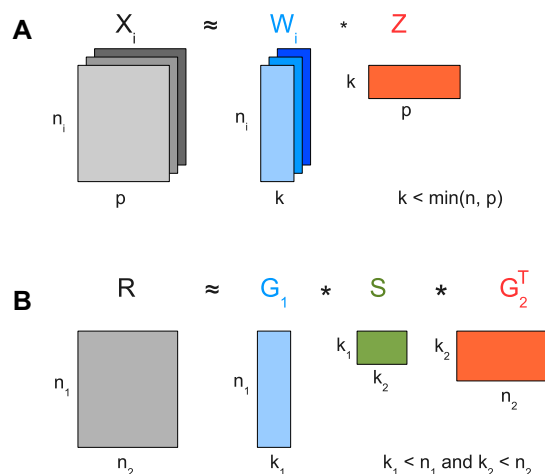 A
X_i ≈ W_i * Z
n_i
p
n_i
k
k
p
k < min(n, p)
B
R ≈ G_1 * S * G_2^T
n_1
n_2
n_1
k_1
k_1
k_2
k_2
n_2
k_1 < n_1 and k_2 < n_2